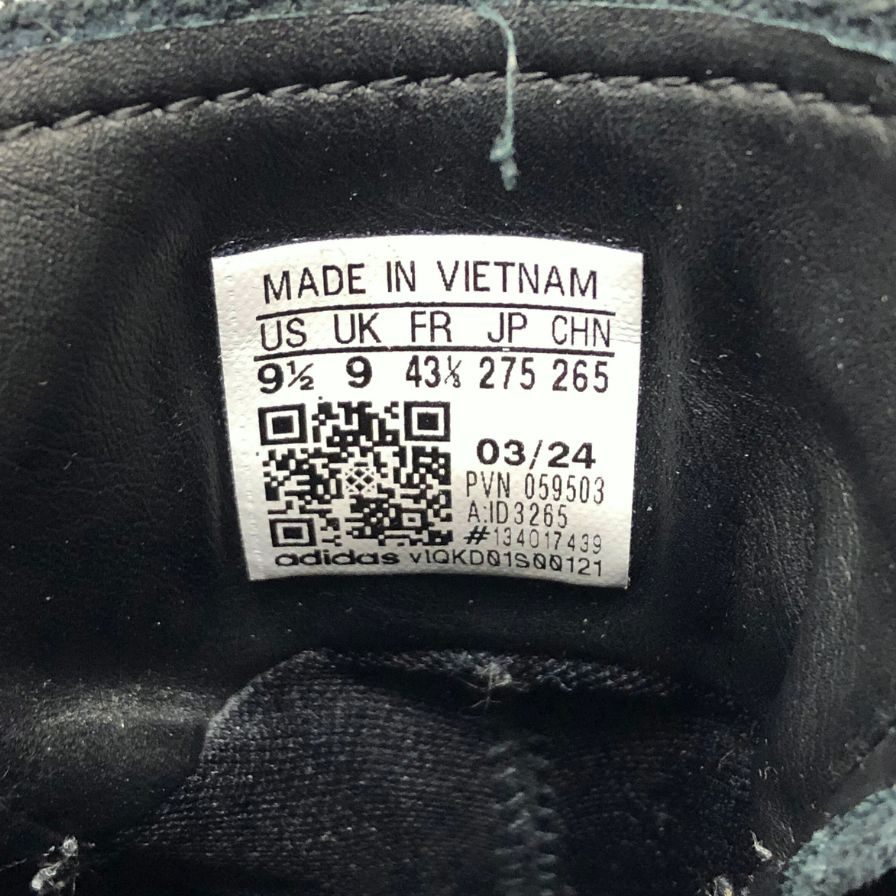 MADE IN VIETNAM
US UK FR JP CHN
9½ 9 43⅓ 275 265
03/24
PVN 059503
A:ID3265
#134017439
adidas vIQKD01S00121